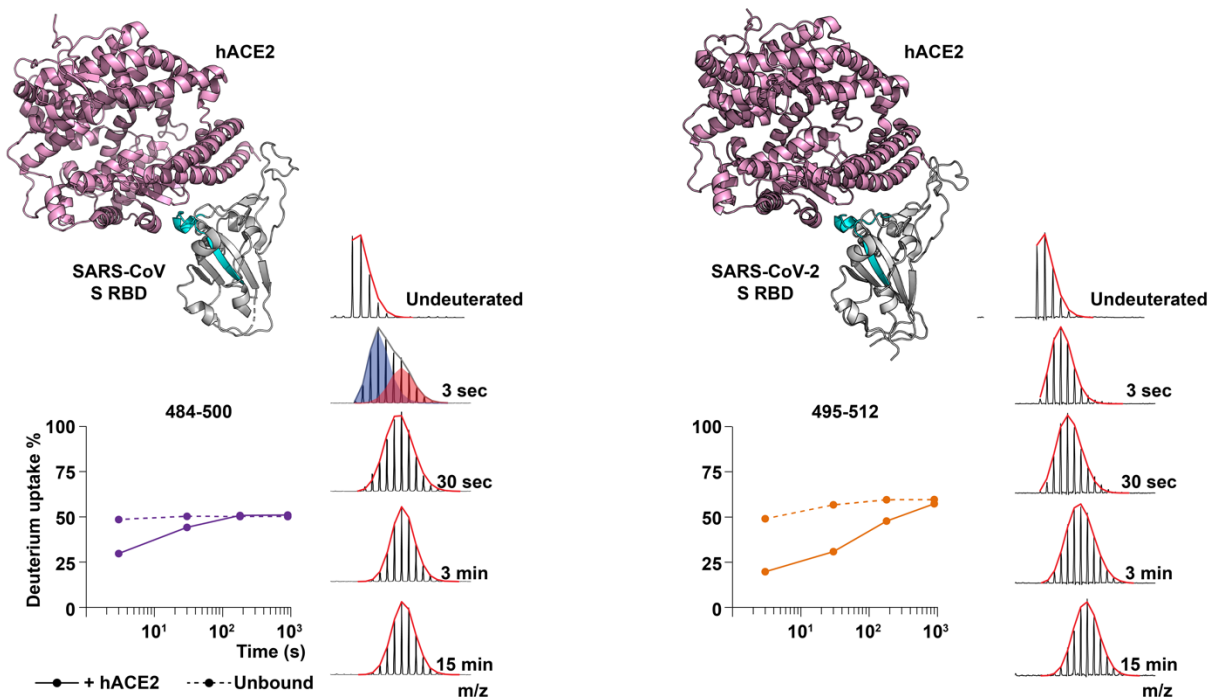 hACE2
SARS-CoV
S RBD
Undeuterated
3 sec
30 sec
3 min
15 min
m/z
484-500
Deuterium uptake %
100
75
50
25
0
10¹
10²
10³
Time (s)
+ hACE2
Unbound
hACE2
SARS-CoV-2
S RBD
Undeuterated
3 sec
30 sec
3 min
15 min
m/z
495-512
100
75
50
25
0
10¹
10²
10³
Time (s)